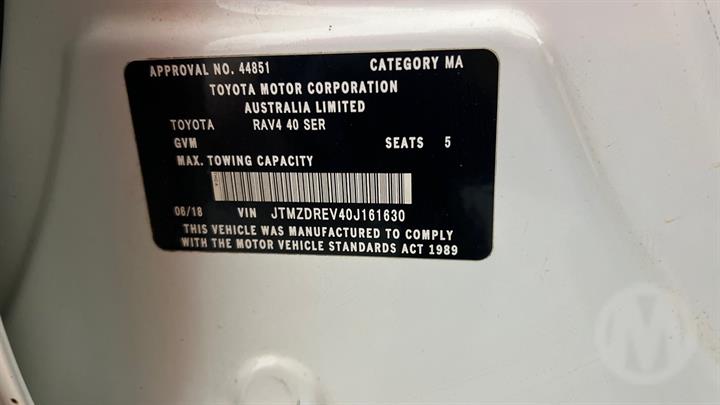 APPROVAL NO. 44851 CATEGORY MA
TOYOTA MOTOR CORPORATION
AUSTRALIA LIMITED
TOYOTA RAV4 40 SER
GVM SEATS 5
MAX. TOWING CAPACITY
06/18 VIN JTMZDREV40J161630
THIS VEHICLE WAS MANUFACTURED TO COMPLY
WITH THE MOTOR VEHICLE STANDARDS ACT 1989
M